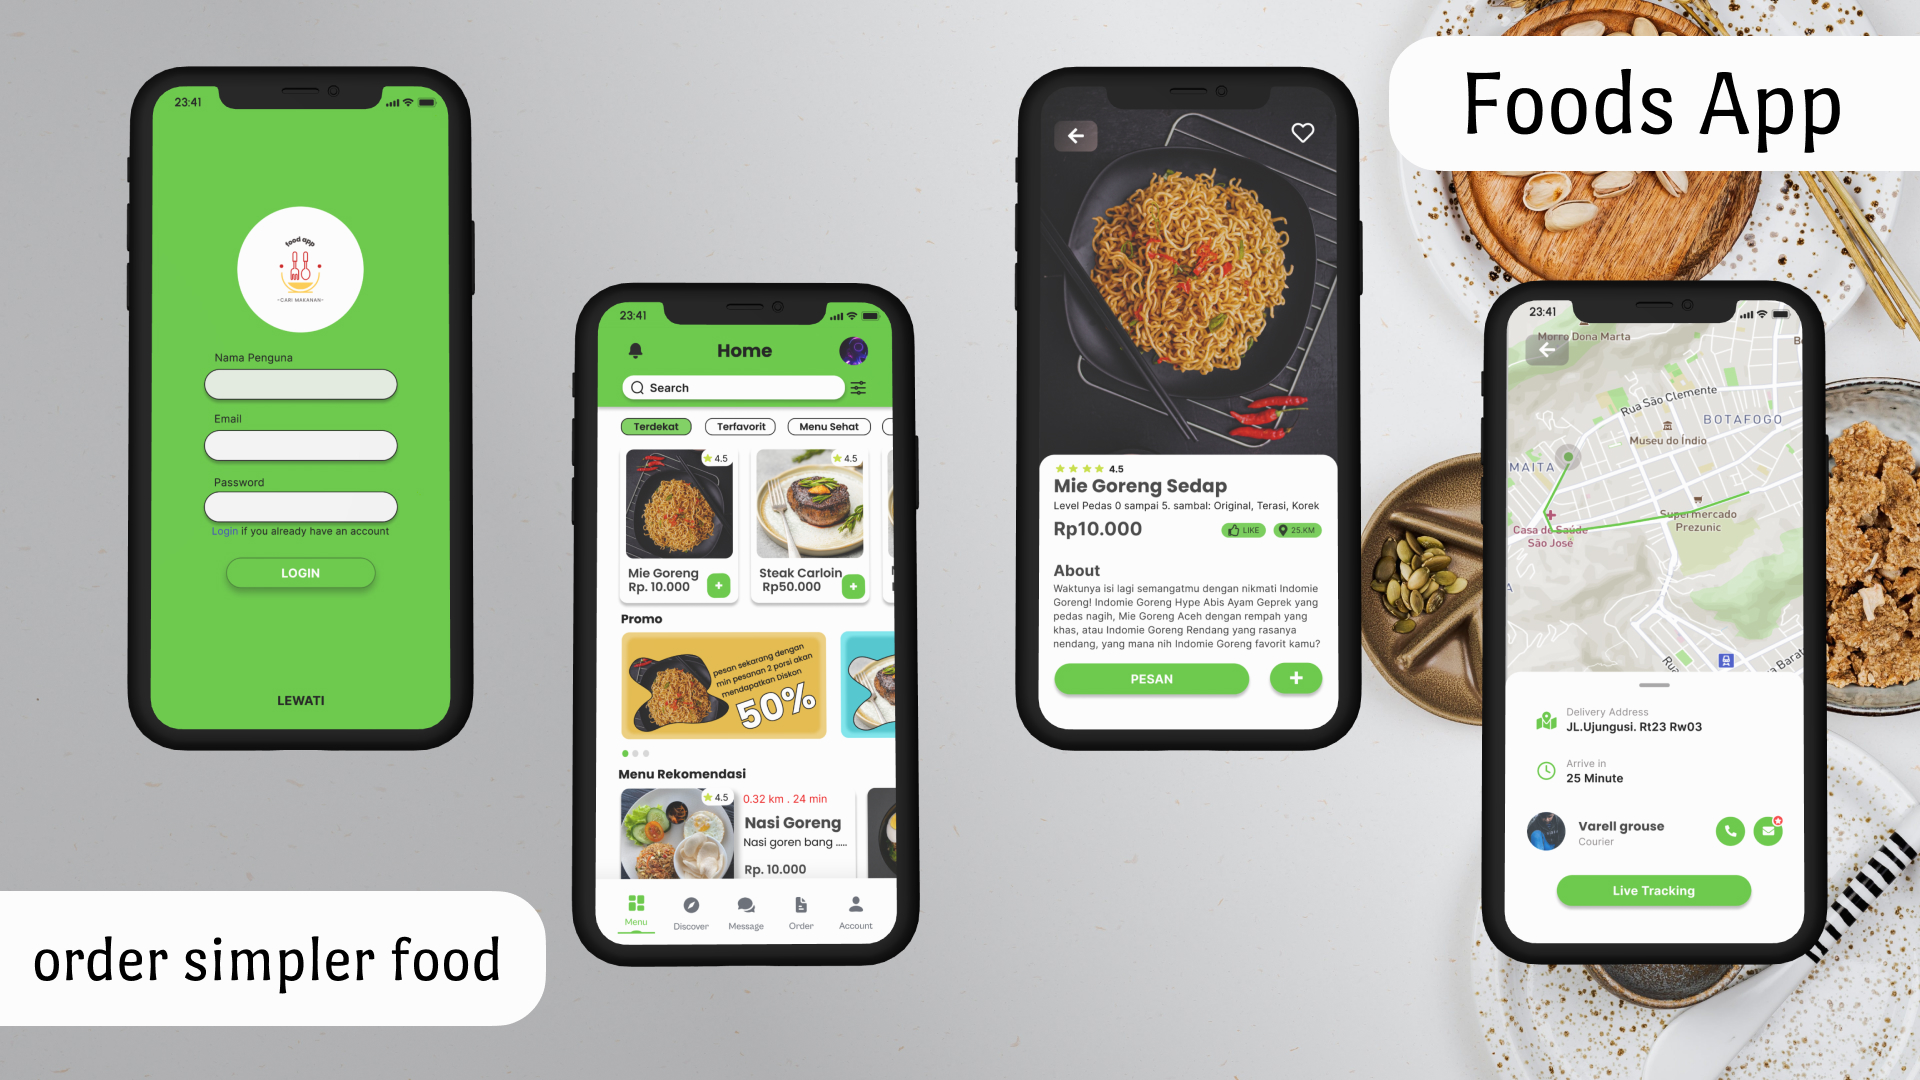 Foods App
order simpler food
23:41
food app
CARI MAKANAN
Nama Penguna
Email
Password
Login if you already have an account
LOGIN
LEWATI
23:41
Home
Search
Terdekat
Terfavorit
Menu Sehat
4.5
4.5
Mie Goreng
Rp. 10.000
Steak Carloin
Rp50.000
Promo
pesan sekarang dengan
min pesanan 2 porsi akan
mendapatkan Diskon
50%
Menu Rekomendasi
4.5
0.32 km . 24 min
Nasi Goreng
Nasi goren bang .....
Rp. 10.000
Menu
Discover
Message
Order
Account
4.5
Mie Goreng Sedap
Level Pedas 0 sampai 5. sambal: Original, Terasi, Korek
Rp10.000
LIKE
25.KM
About
Waktunya isi lagi semangatmu dengan nikmati Indomie
Goreng! Indomie Goreng Hype Abis Ayam Geprek yang
pedas nagih, Mie Goreng Aceh dengan rempah yang
khas, atau Indomie Goreng Rendang yang rasanya
nendang, yang mana nih Indomie Goreng favorit kamu?
PESAN
23:41
Morro Dona Marta
Rua São Clemente
BOTAFOGO
Museu do Índio
MAITA
Supermercado
Prezunic
Casa de Saúde
São José
Rua
a Barat
Delivery Address
JL.Ujungusi. Rt23 Rw03
Arrive in
25 Minute
Varell grouse
Courier
Live Tracking